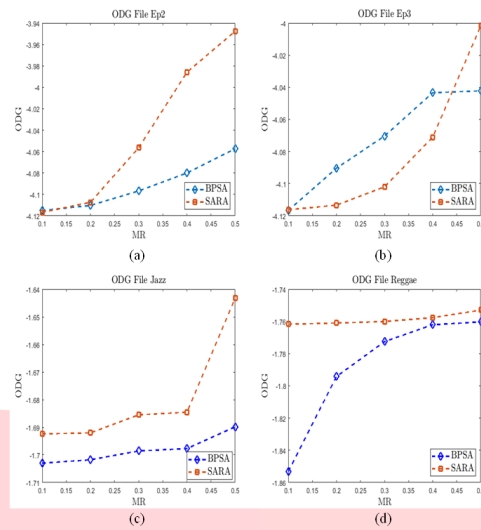 ODG File Ep2
-3.94
-3.96
-3.98
-4
-4.02
-4.04
-4.06
-4.08
-4.1
-4.12
ODG
0.1 0.15 0.2 0.25 0.3 0.35 0.4 0.45 0.5
MR
BPSA
SARA
(a)
ODG File Ep3
-4
-4.02
-4.04
-4.06
-4.08
-4.1
-4.12
ODG
0.1 0.15 0.2 0.25 0.3 0.35 0.4 0.45 0.5
MR
BPSA
SARA
(b)
ODG File Jazz
-1.64
-1.65
-1.66
-1.67
-1.68
-1.69
-1.7
-1.71
ODG
0.1 0.15 0.2 0.25 0.3 0.35 0.4 0.45 0.5
MR
BPSA
SARA
(c)
ODG File Reggae
-1.74
-1.76
-1.78
-1.8
-1.82
-1.84
-1.86
ODG
0.1 0.15 0.2 0.25 0.3 0.35 0.4 0.45 0.5
MR
BPSA
SARA
(d)